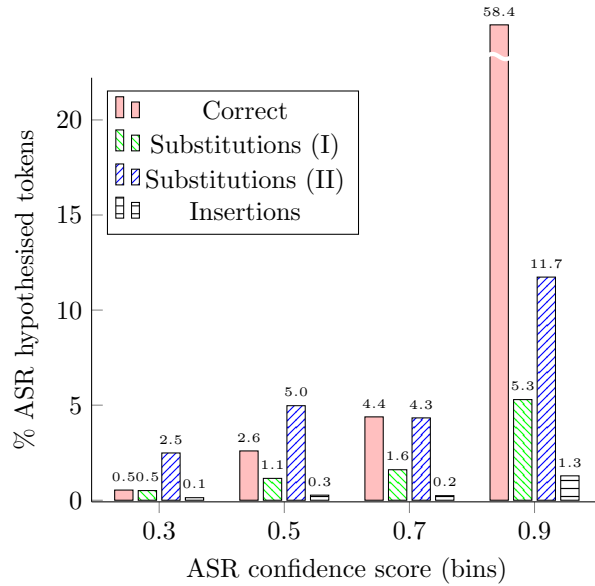 58.4
20
15
10
5
0
% ASR hypothesised tokens
Correct
Substitutions (I)
Substitutions (II)
Insertions
0.5 0.5 2.5 0.1
2.6 1.1 5.0 0.3
4.4 1.6 4.3 0.2
5.3 11.7 1.3
0.3 0.5 0.7 0.9
ASR confidence score (bins)